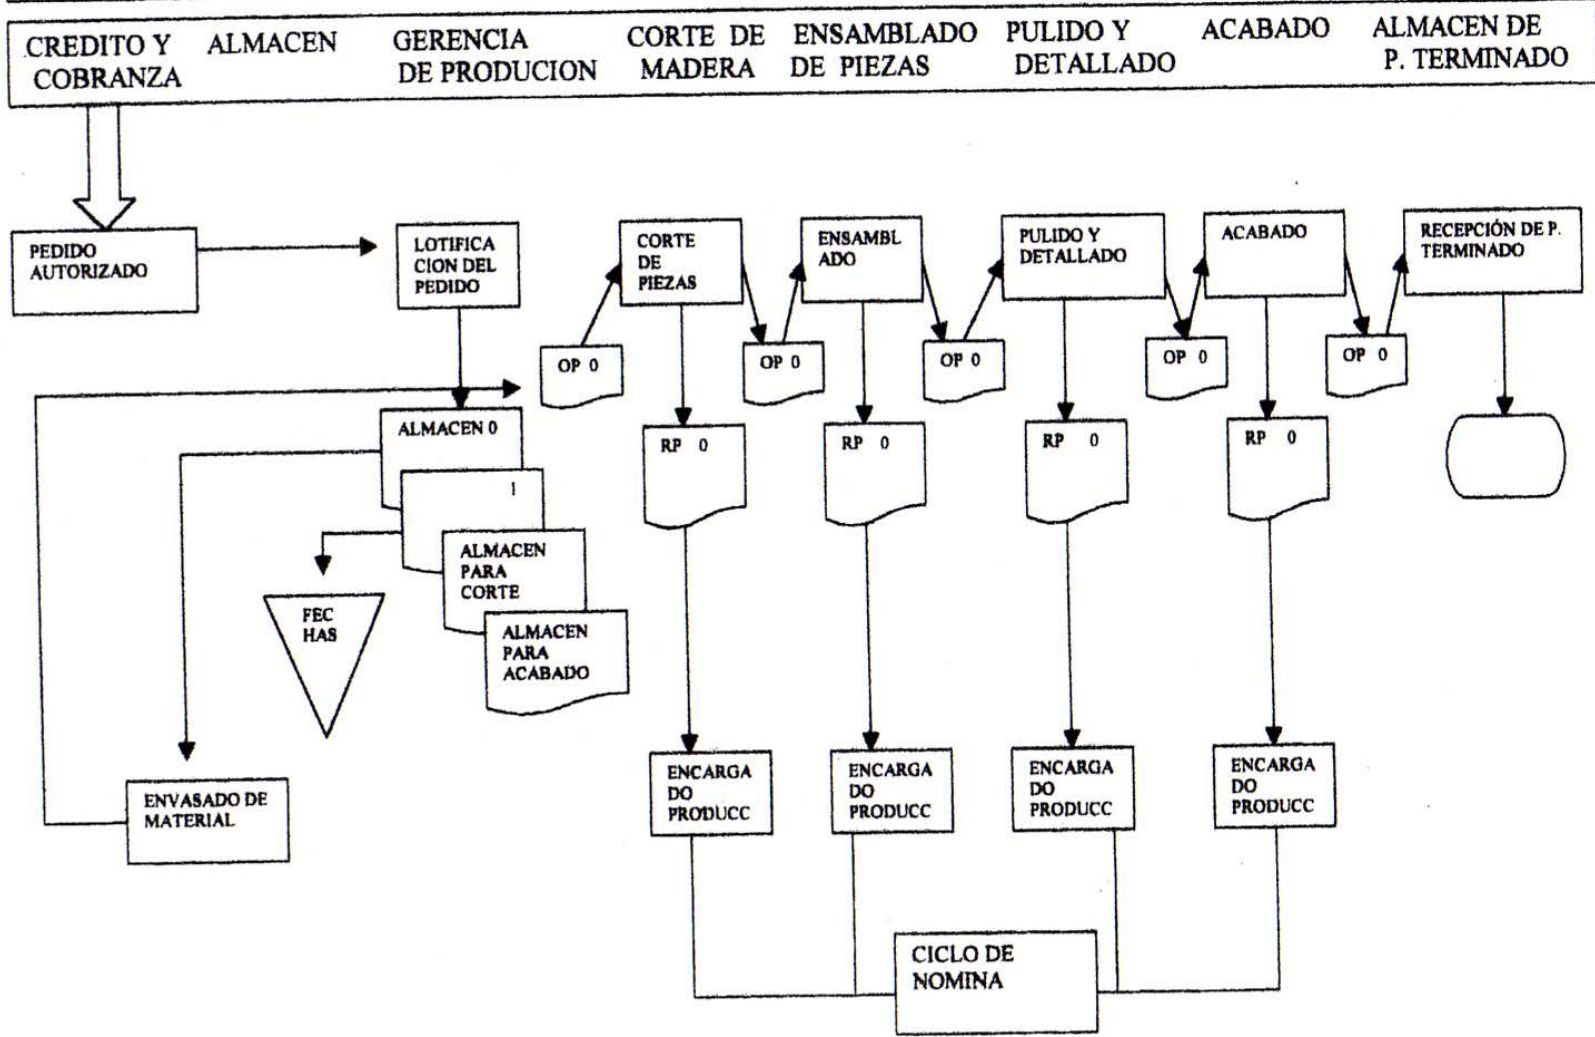 CREDITO Y ALMACEN GERENCIA CORTE DE ENSAMBLADO PULIDO Y ACABADO ALMACEN DE
COBRANZA DE PRODUCION MADERA DE PIEZAS DETALLADO P. TERMINADO
PEDIDO
AUTORIZADO
LOTIFICA
CION DEL
PEDIDO
CORTE
DE
PIEZAS
ENSAMBL
ADO
PULIDO Y
DETALLADO
ACABADO
RECEPCIÓN DE P.
TERMINADO
OP 0
OP 0
OP 0
OP 0
OP 0
ALMACEN 0
1
ALMACEN
PARA
CORTE
ALMACEN
PARA
ACABADO
RP 0
RP 0
RP 0
RP 0
FEC
HAS
ENVASADO DE
MATERIAL
ENCARGA
DO
PRODUCC
ENCARGA
DO
PRODUCC
ENCARGA
DO
PRODUCC
ENCARGA
DO
PRODUCC
CICLO DE
NOMINA